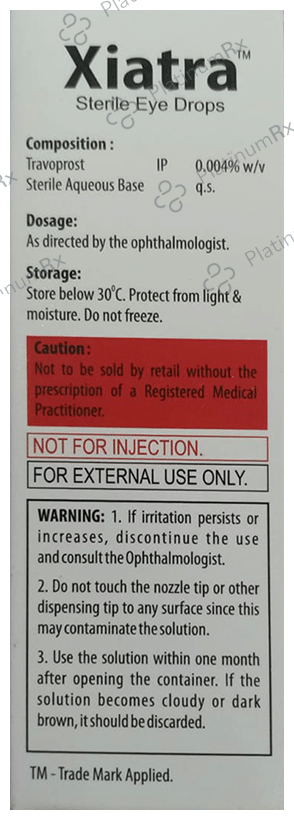 Xiatra™
Sterile Eye Drops
Composition :
Travoprost IP 0.004% w/v
Sterile Aqueous Base q.s.
Dosage:
As directed by the ophthalmologist.
Storage:
Store below 30⁰C. Protect from light &
moisture. Do not freeze.
Caution :
Not to be sold by retail without the
prescription of a Registered Medical
Practitioner.
NOT FOR INJECTION.
FOR EXTERNAL USE ONLY.
WARNING: 1. If irritation persists or
increases, discontinue the use
and consult the Ophthalmologist.
2. Do not touch the nozzle tip or other
dispensing tip to any surface since this
may contaminate the solution.
3. Use the solution within one month
after opening the container. If the
solution becomes cloudy or dark
brown, it should be discarded.
TM - Trade Mark Applied.
PlatinumRx